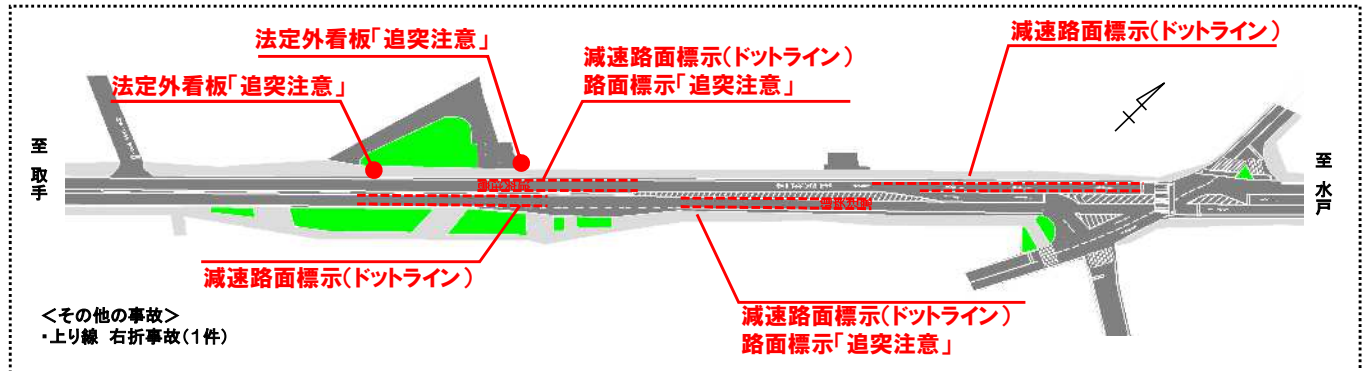 法定外看板「追突注意」
法定外看板「追突注意」
減速路面標示(ドットライン)
路面標示「追突注意」
減速路面標示(ドットライン)
至 取手
至 水戸
減速路面標示(ドットライン)
減速路面標示(ドットライン)
路面標示「追突注意」
<その他の事故>
・上り線 右折事故(1件)